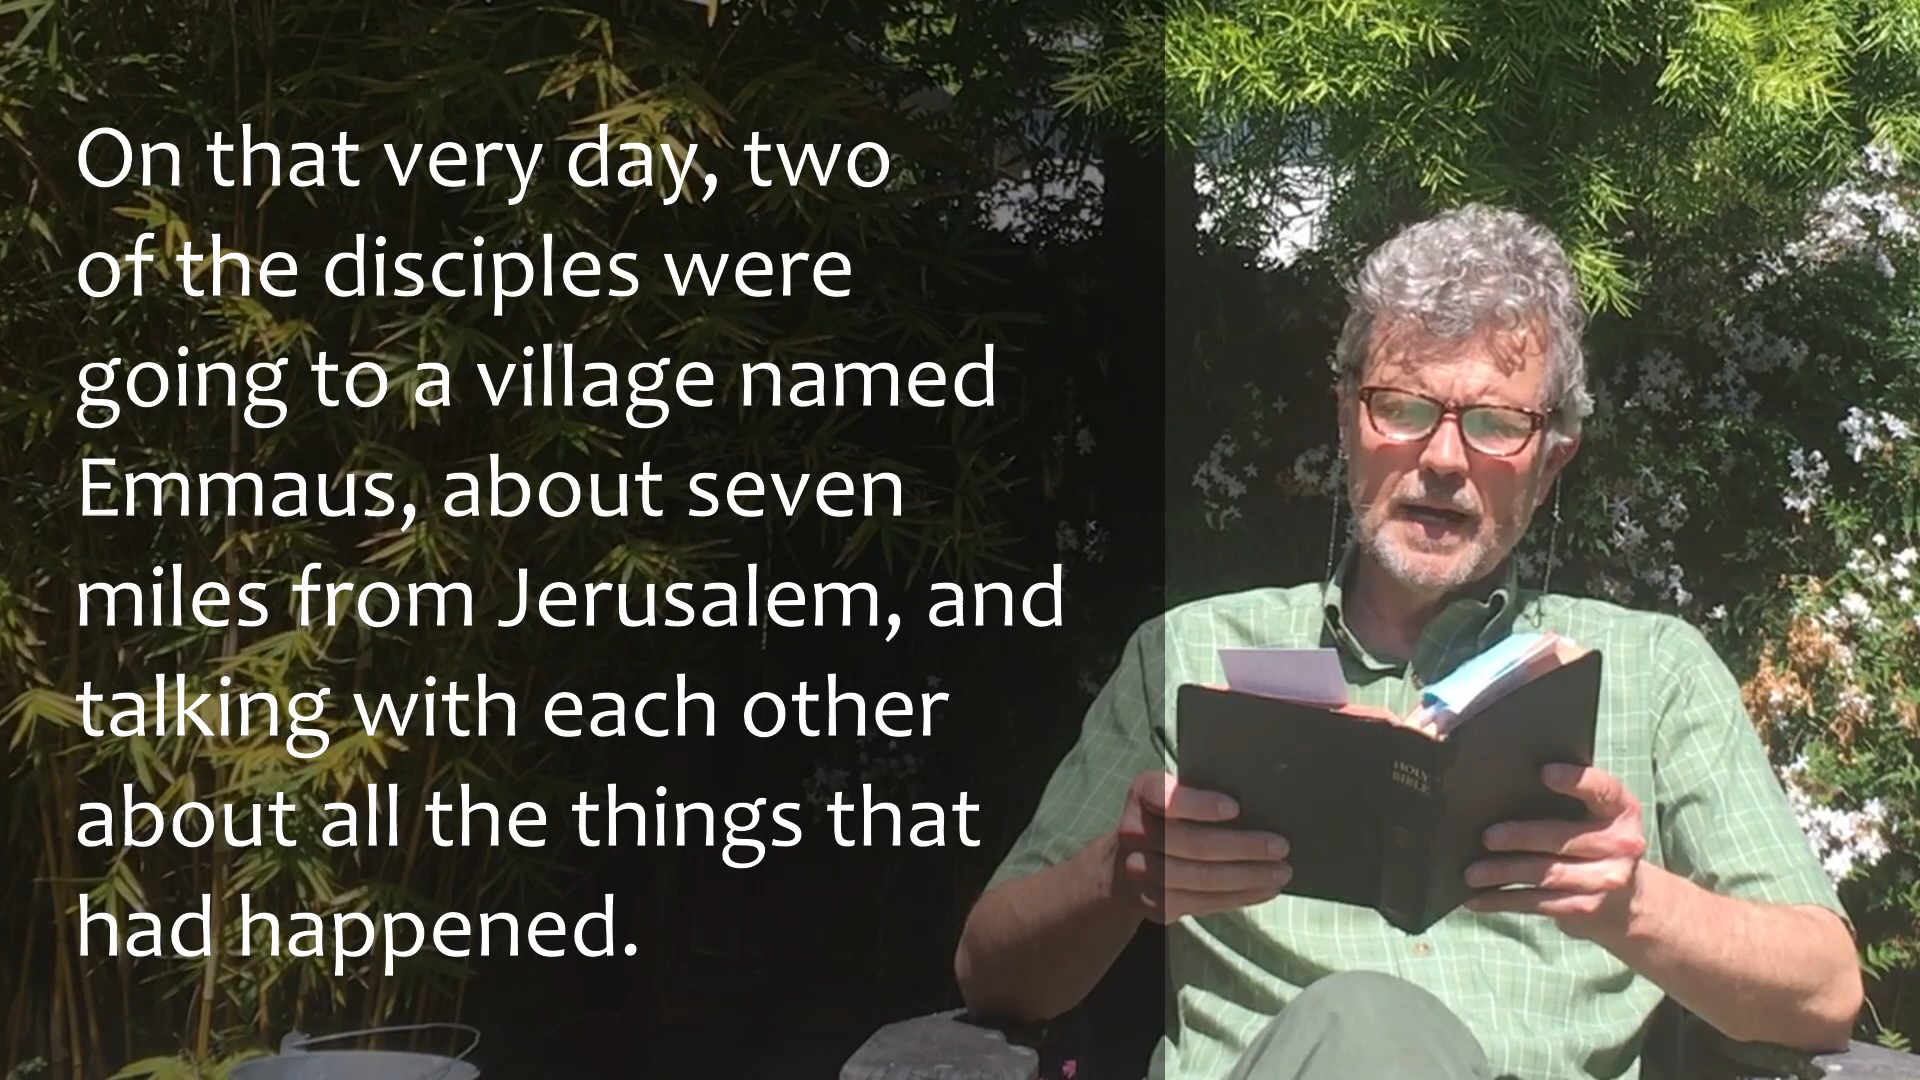 On that very day, two
of the disciples were
going to a village named
Emmaus, about seven
miles from Jerusalem, and
talking with each other
about all the things that
had happened.
HOLY
BIBLE